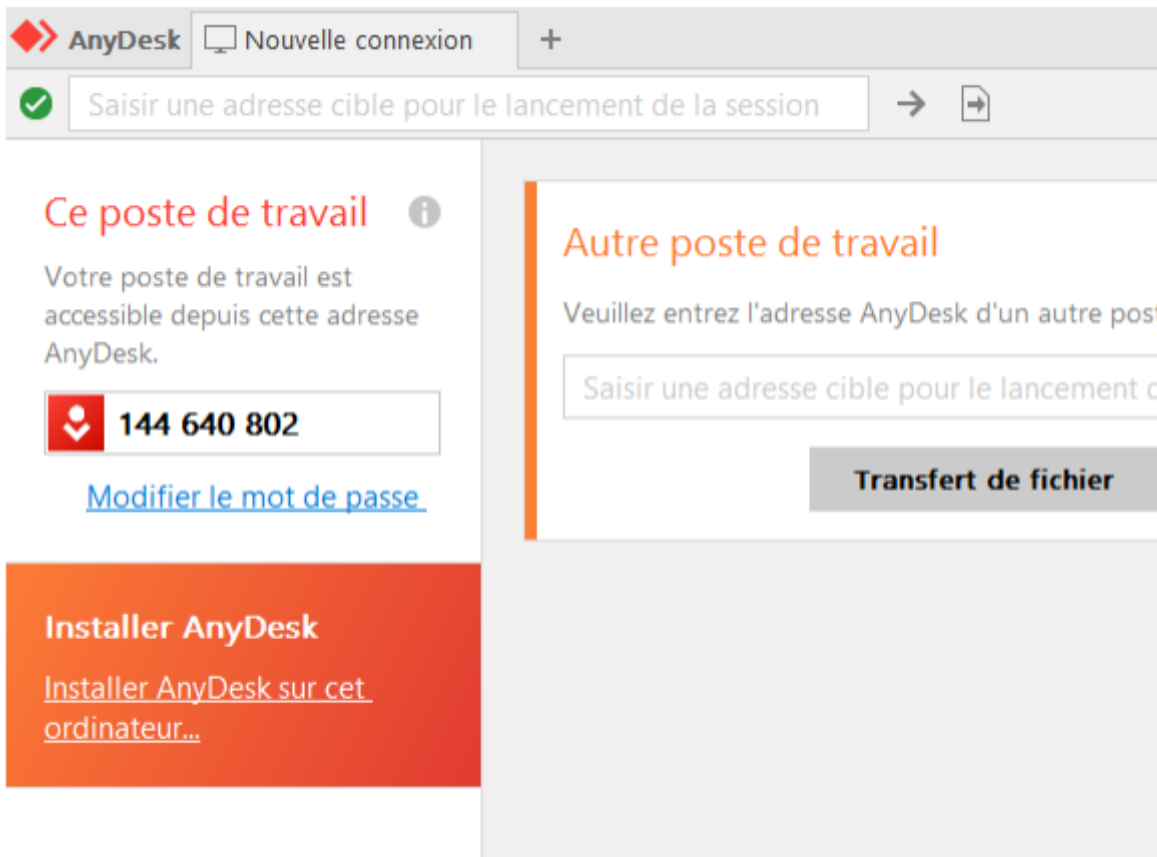 AnyDesk
Nouvelle connexion
+
Saisir une adresse cible pour le lancement de la session
Ce poste de travail
Votre poste de travail est
accessible depuis cette adresse
AnyDesk.
144 640 802
Modifier le mot de passe
Installer AnyDesk
Installer AnyDesk sur cet
ordinateur...
Autre poste de travail
Veuillez entrez l'adresse AnyDesk d'un autre
Saisir une adresse cible pour le lancement
Transfert de fichier